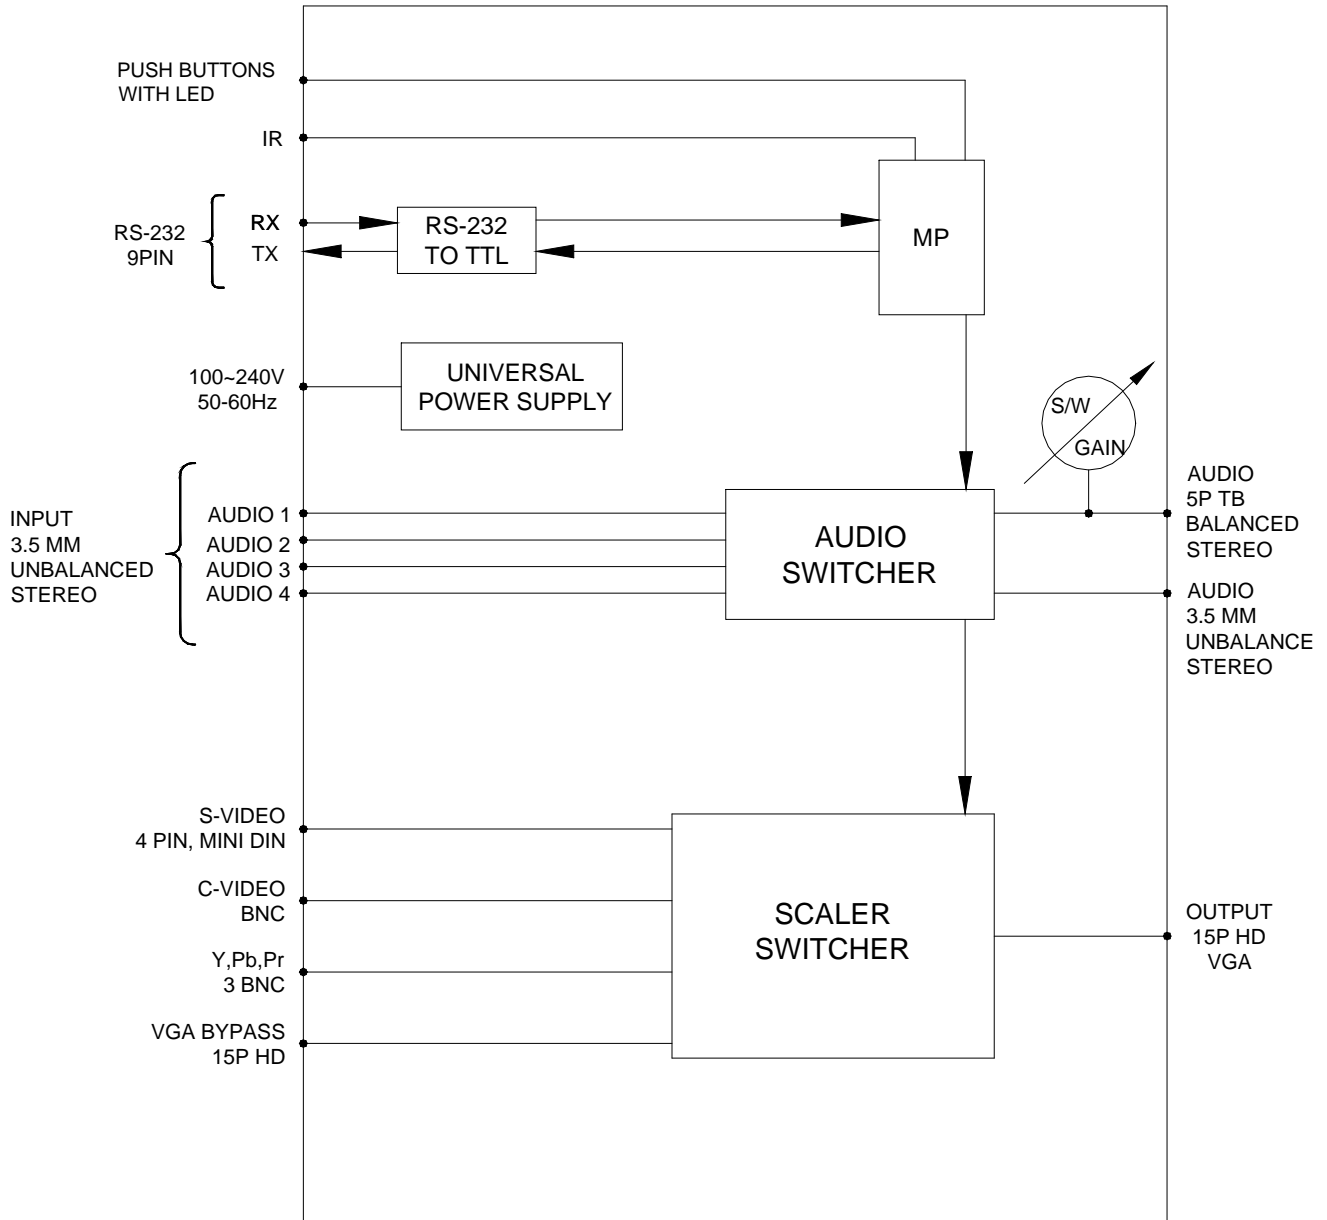 PUSH BUTTONS
WITH LED
IR
RS-232
9PIN
RX
TX
RS-232
TO TTL
MP
100~240V
50-60Hz
UNIVERSAL
POWER SUPPLY
S/W
GAIN
INPUT
3.5 MM
UNBALANCED
STEREO
AUDIO 1
AUDIO 2
AUDIO 3
AUDIO 4
AUDIO
SWITCHER
AUDIO
5P TB
BALANCED
STEREO
AUDIO
3.5 MM
UNBALANCE
STEREO
S-VIDEO
4 PIN, MINI DIN
C-VIDEO
BNC
Y,Pb,Pr
3 BNC
VGA BYPASS
15P HD
SCALER
SWITCHER
OUTPUT
15P HD
VGA